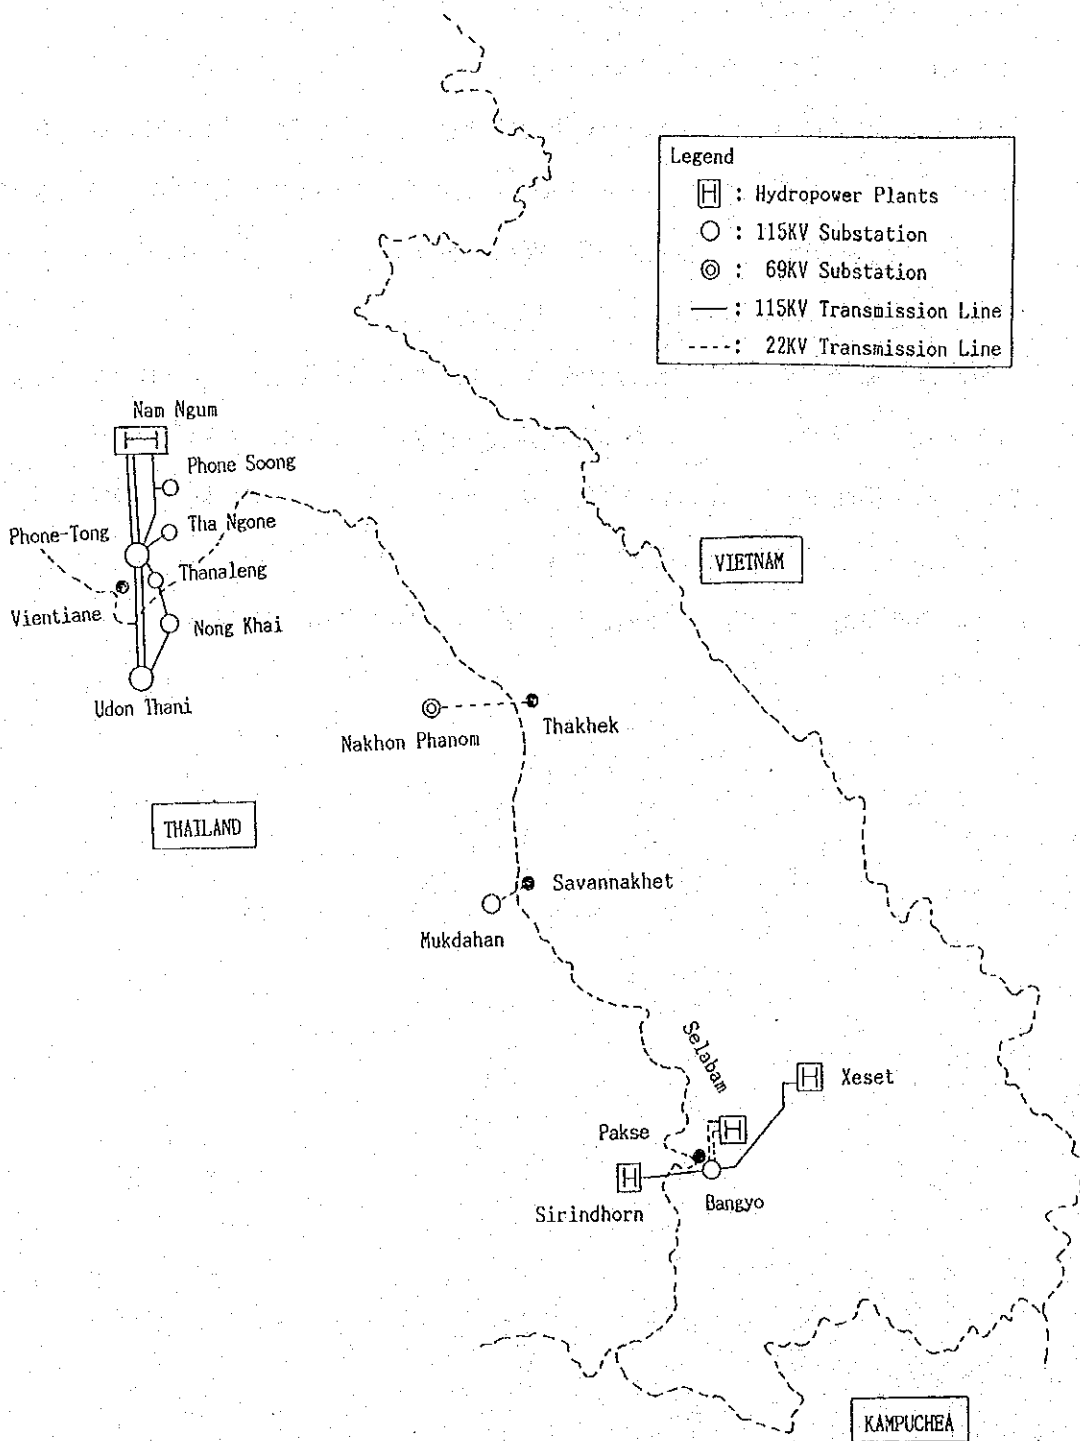 Legend
H : Hydropower Plants
: 115KV Substation
: 69KV Substation
: 115KV Transmission Line
: 22KV Transmission Line
Nam Ngum
H
Phone Soong
Phone-Tong
Tha Ngone
Thanaleng
Vientiane
Nong Khai
Udon Thani
VIETNAM
Nakhon Phanom
Thakhek
THAILAND
Savannakhet
Mukdahan
Selabam
H
Xeset
Pakse
H
H
Sirindhorn
Bangyo
KAMPUCHEA